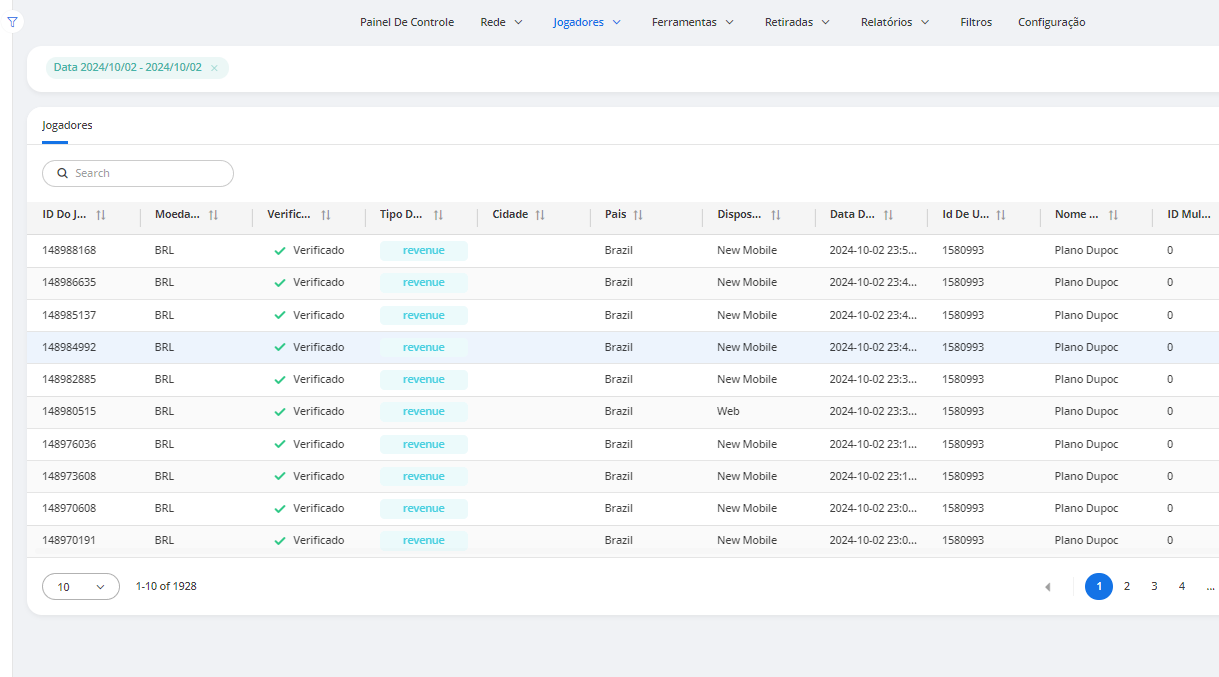 Painel De Controle Rede Jogadores Ferramentas Retiradas Relatórios Filtros Configuração
Data 2024/10/02 - 2024/10/02 ×
Jogadores
Search
ID Do J... Moeda... Verific... Tipo D... Cidade Pais Dispos... Data D... Id De U... Nome ... ID Mul...
148988168 BRL Verificado revenue Brazil New Mobile 2024-10-02 23:5... 1580993 Plano Dupoc 0
148986635 BRL Verificado revenue Brazil New Mobile 2024-10-02 23:4... 1580993 Plano Dupoc 0
148985137 BRL Verificado revenue Brazil New Mobile 2024-10-02 23:4... 1580993 Plano Dupoc 0
148984992 BRL Verificado revenue Brazil New Mobile 2024-10-02 23:4... 1580993 Plano Dupoc 0
148982885 BRL Verificado revenue Brazil New Mobile 2024-10-02 23:3... 1580993 Plano Dupoc 0
148980515 BRL Verificado revenue Brazil Web 2024-10-02 23:3... 1580993 Plano Dupoc 0
148976036 BRL Verificado revenue Brazil New Mobile 2024-10-02 23:1... 1580993 Plano Dupoc 0
148973608 BRL Verificado revenue Brazil New Mobile 2024-10-02 23:1... 1580993 Plano Dupoc 0
148970608 BRL Verificado revenue Brazil New Mobile 2024-10-02 23:0... 1580993 Plano Dupoc 0
148970191 BRL Verificado revenue Brazil New Mobile 2024-10-02 23:0... 1580993 Plano Dupoc 0
10 1-10 of 1928 1 2 3 4 ...